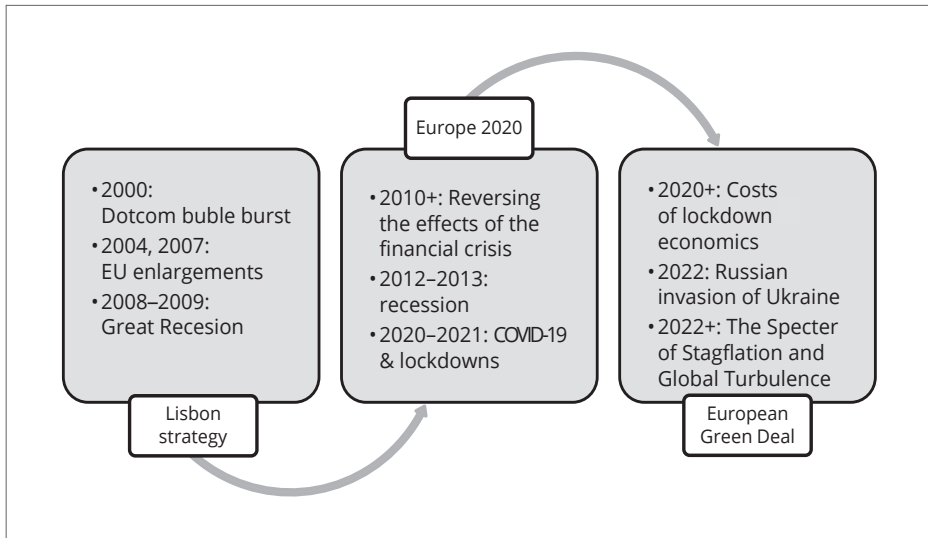 • 2000:
Dotcom buble burst
• 2004, 2007:
EU enlargements
• 2008–2009:
Great Recesion
Lisbon
strategy
Europe 2020
• 2010+: Reversing
the effects of the
financial crisis
• 2012–2013:
recession
• 2020–2021: COVID-19
& lockdowns
• 2020+: Costs
of lockdown
economics
• 2022: Russian
invasion of Ukraine
• 2022+: The Specter
of Stagflation and
Global Turbulence
European
Green Deal